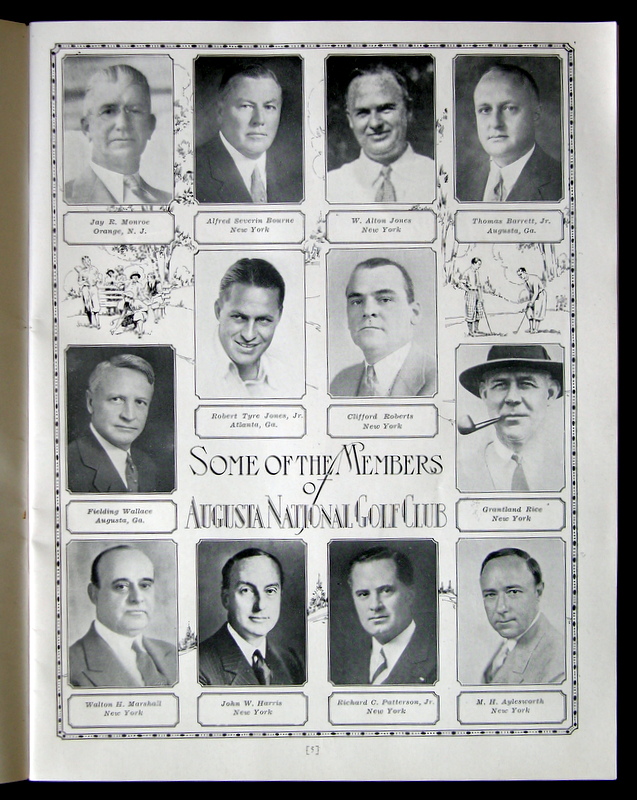 Jay R. Monroe
Orange, N. J.
Alfred Severin Bourne
New York
W. Alton Jones
New York
Thomas Barrett, Jr.
Augusta, Ga.
Robert Tyre Jones, Jr.
Atlanta, Ga.
Clifford Roberts
New York
Fielding Wallace
Augusta, Ga.
Grantland Rice
New York
SOME OF THE MEMBERS
of
AUGUSTA NATIONAL GOLF CLUB
Walton H. Marshall
New York
John W. Harris
New York
Richard C. Patterson, Jr.
New York
M. H. Aylesworth
New York
[5]